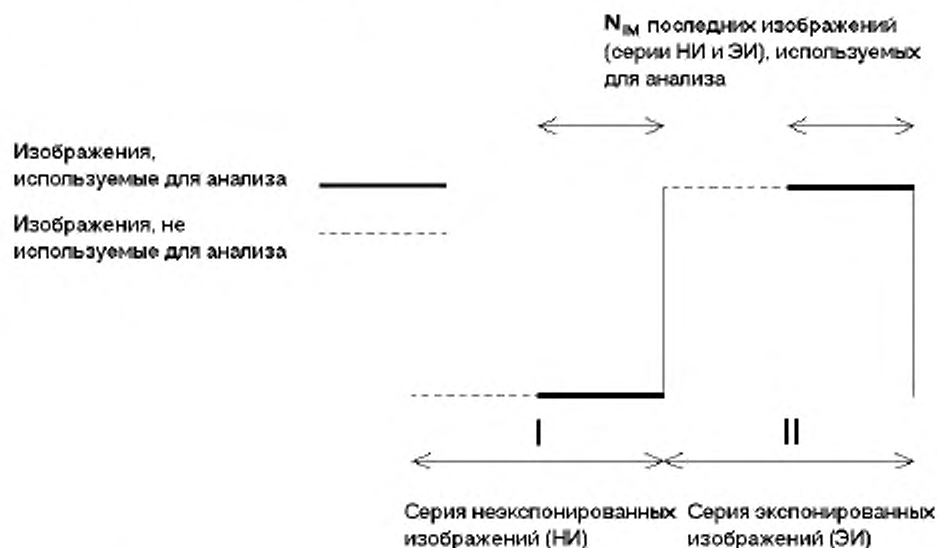 N_IM последних изображений
(серии НИ и ЭИ), используемых
для анализа
Изображения,
используемые для анализа
Изображения, не
используемые для анализа
I
II
Серия неэкспонированных
изображений (НИ)
Серия экспонированных
изображений (ЭИ)